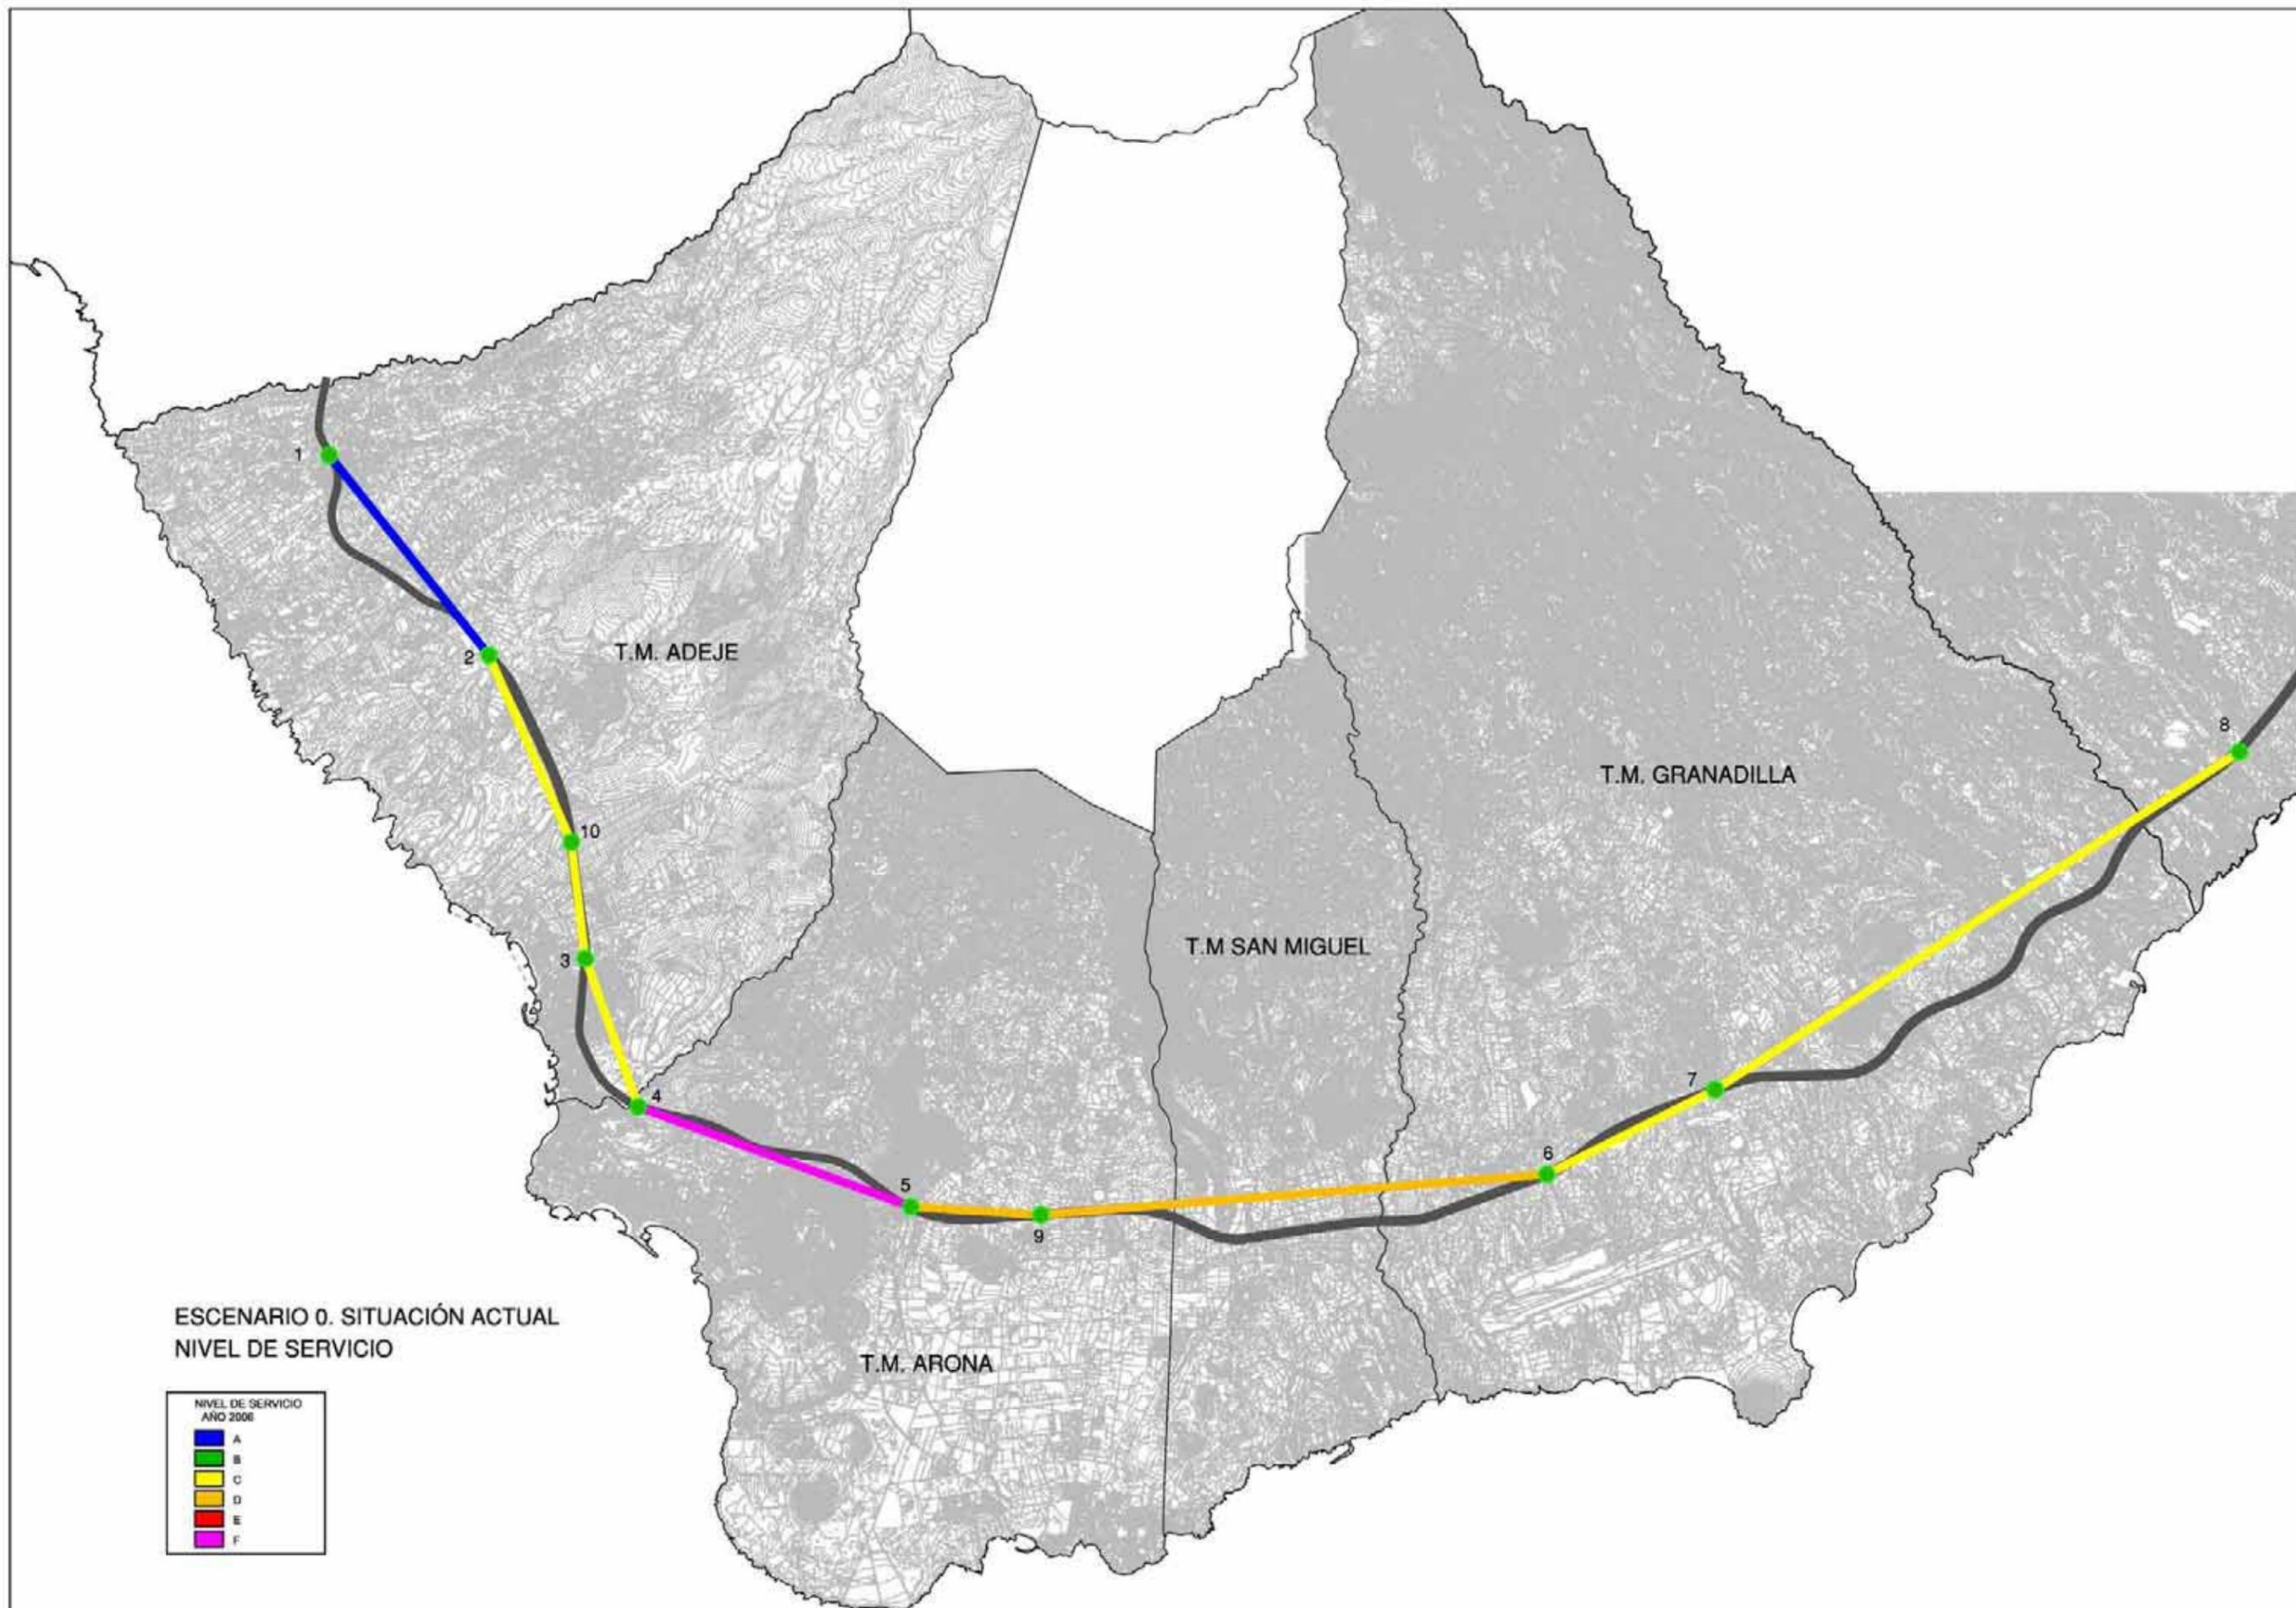 1
2
T.M. ADEJE
8
T.M. GRANADILLA
10
T.M SAN MIGUEL
3
7
4
6
5
9
ESCENARIO 0. SITUACIÓN ACTUAL
NIVEL DE SERVICIO
T.M. ARONA
NIVEL DE SERVICIO
AÑO 2006
A
B
C
D
E
F